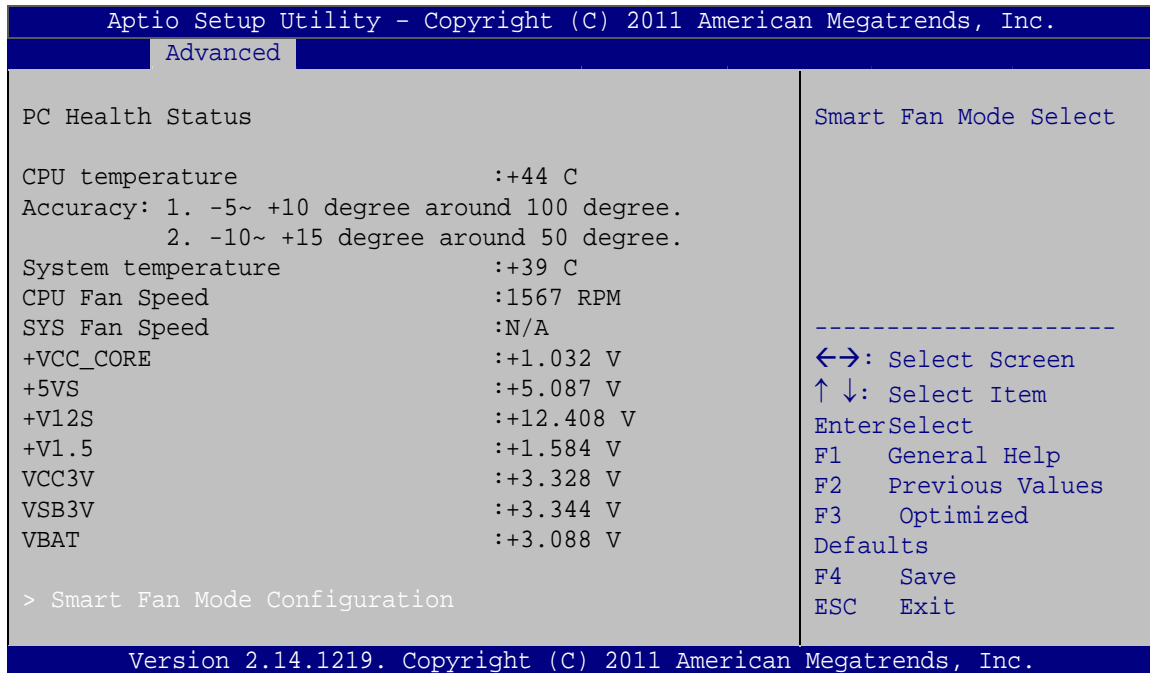 Aptio Setup Utility – Copyright (C) 2011 American Megatrends, Inc.
Advanced
PC Health Status
CPU temperature :+44 C
Accuracy: 1. -5~ +10 degree around 100 degree.
2. -10~ +15 degree around 50 degree.
System temperature :+39 C
CPU Fan Speed :1567 RPM
SYS Fan Speed :N/A
+VCC_CORE :+1.032 V
+5VS :+5.087 V
+V12S :+12.408 V
+V1.5 :+1.584 V
VCC3V :+3.328 V
VSB3V :+3.344 V
VBAT :+3.088 V
> Smart Fan Mode Configuration
Smart Fan Mode Select
---------------------
←→: Select Screen
↑ ↓: Select Item
EnterSelect
F1 General Help
F2 Previous Values
F3 Optimized
Defaults
F4 Save
ESC Exit
Version 2.14.1219. Copyright (C) 2011 American Megatrends, Inc.